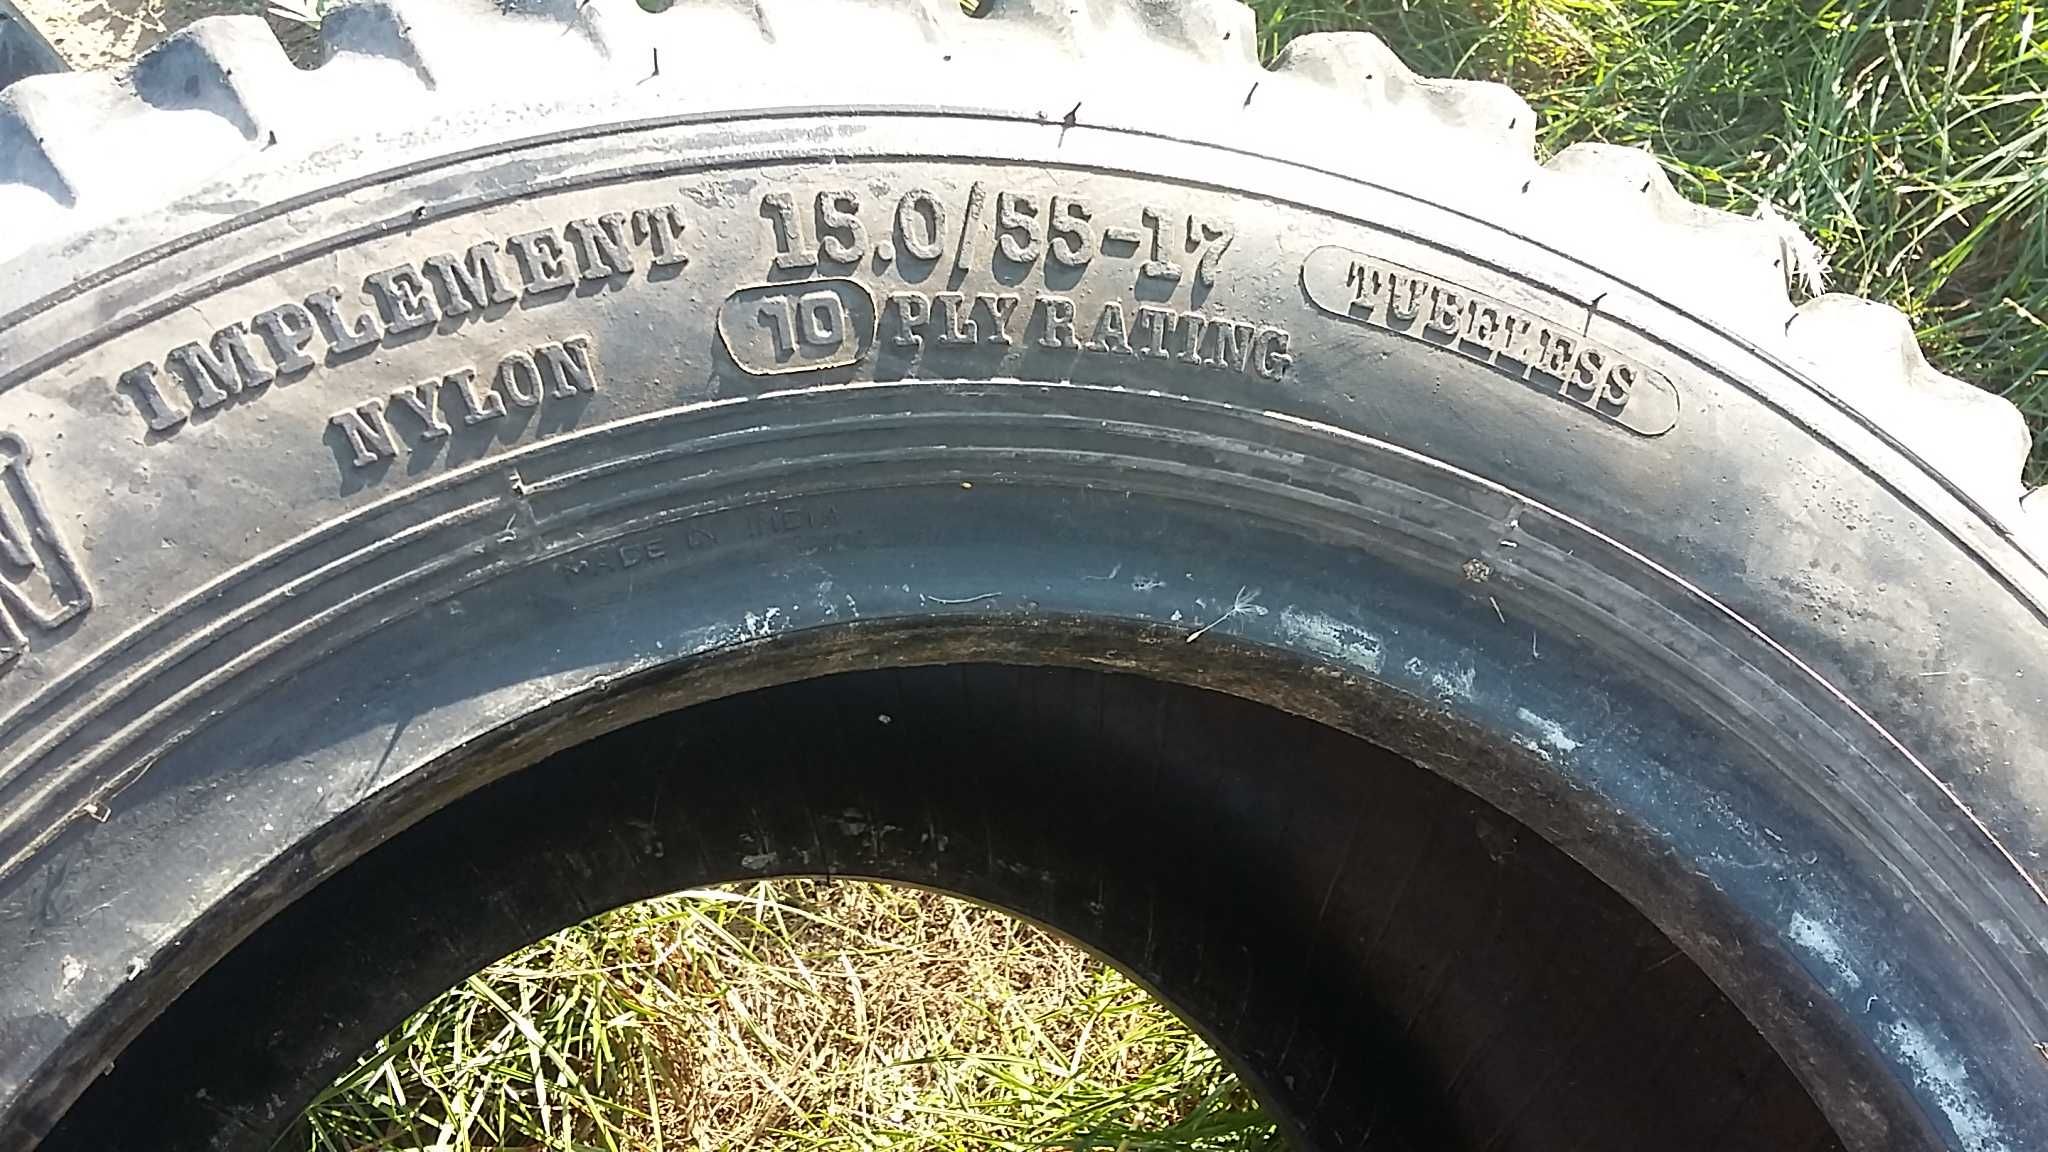 IMPLEMENT 15.0/55-17 TUBELESS
NYLON 10 PLY RATING
MADE IN INDIA